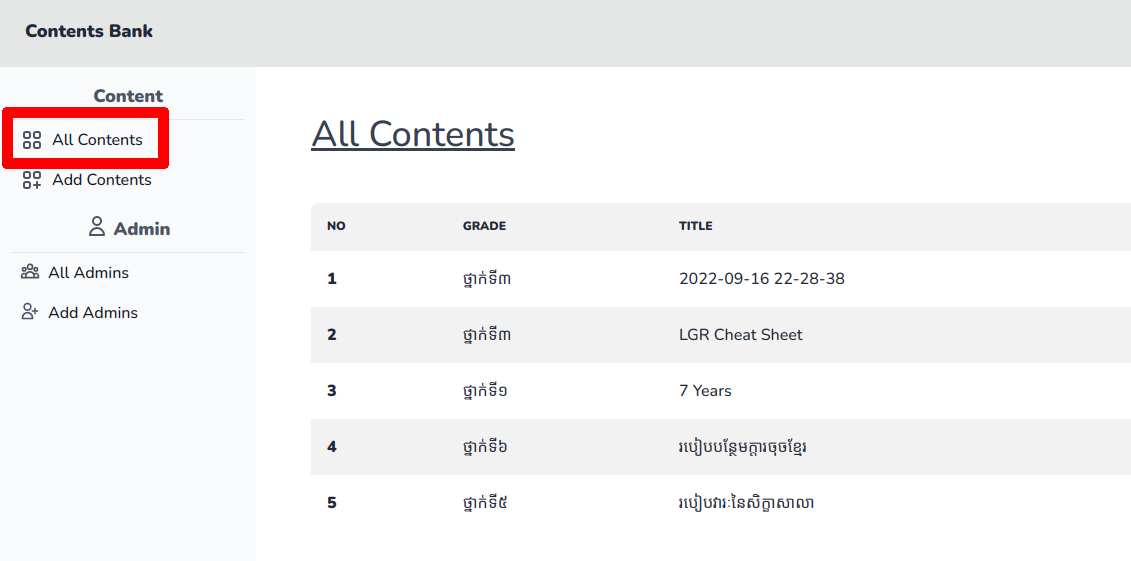 Contents Bank
Content
All Contents
Add Contents
Admin
All Admins
Add Admins
All Contents
NO GRADE TITLE
1 ថ្នាក់ទី៣ 2022-09-16 22-28-38
2 ថ្នាក់ទី៣ LGR Cheat Sheet
3 ថ្នាក់ទី១ 7 Years
4 ថ្នាក់ទី៦ របៀបបន្ថែមក្តារចុចខ្មែរ
5 ថ្នាក់ទី៥ របៀបវារៈនៃសិក្ខាសាលា